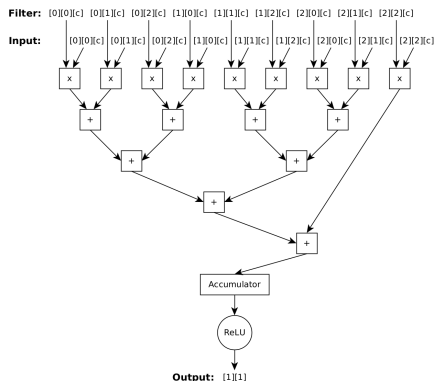 Filter: [0][0][c] [0][1][c] [0][2][c] [1][0][c] [1][1][c] [1][2][c] [2][0][c] [2][1][c] [2][2][c]
Input: [0][0][c] [0][1][c] [0][2][c] [1][0][c] [1][1][c] [1][2][c] [2][0][c] [2][1][c] [2][2][c]
x x x x x x x x x
+ + + +
+ +
+
+
Accumulator
ReLU
Output: [1][1]